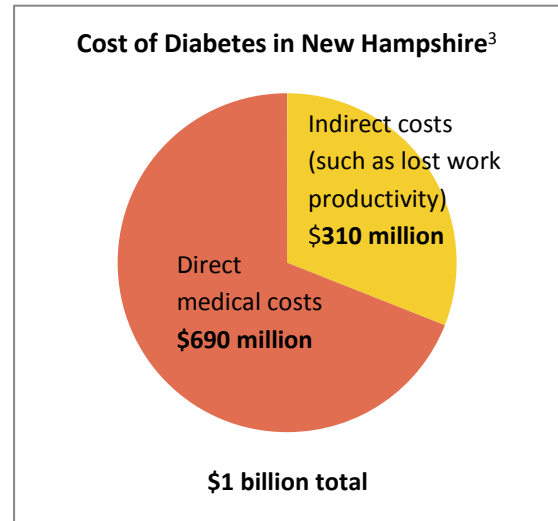 Cost of Diabetes in New Hampshire³
Indirect costs
(such as lost work
productivity)
$310 million
Direct
medical costs
$690 million
$1 billion total